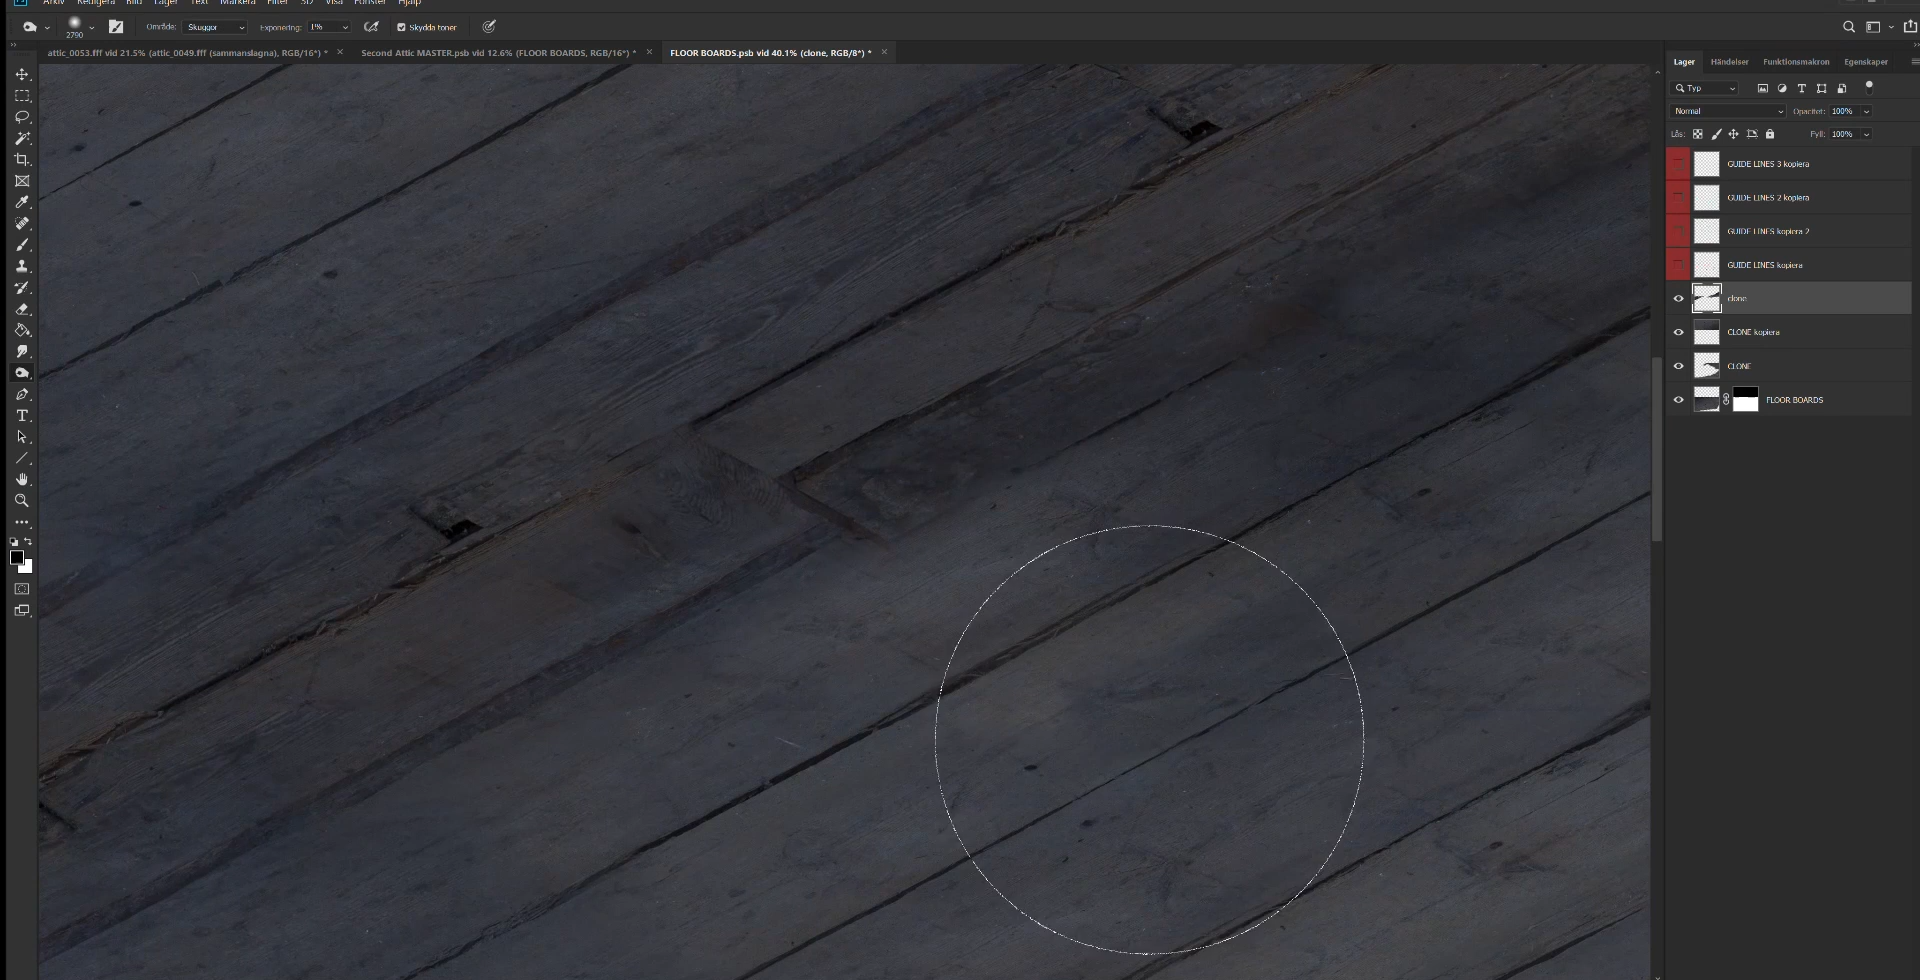 Arkiv Redigera Bild Lager Text Markera Filter 3D Visa Fönster Hjälp
2790 Område: Skuggor Exponering: 1% Skydda toner
attic_0053.fff vid 21.5% (attic_0049.fff (sammanslagna), RGB/16*) * × Second Attic MASTER.psb vid 12.6% (FLOOR BOARDS, RGB/16*) * × FLOOR BOARDS.psb vid 40.1% (clone, RGB/8*) * ×
Lager Händelser Funktionsmakron Egenskaper
Typ
Normal Opacitet: 100%
Lås: Fyll: 100%
GUIDE LINES 3 kopiera
GUIDE LINES 2 kopiera
GUIDE LINES kopiera 2
GUIDE LINES kopiera
clone
CLONE kopiera
CLONE
FLOOR BOARDS